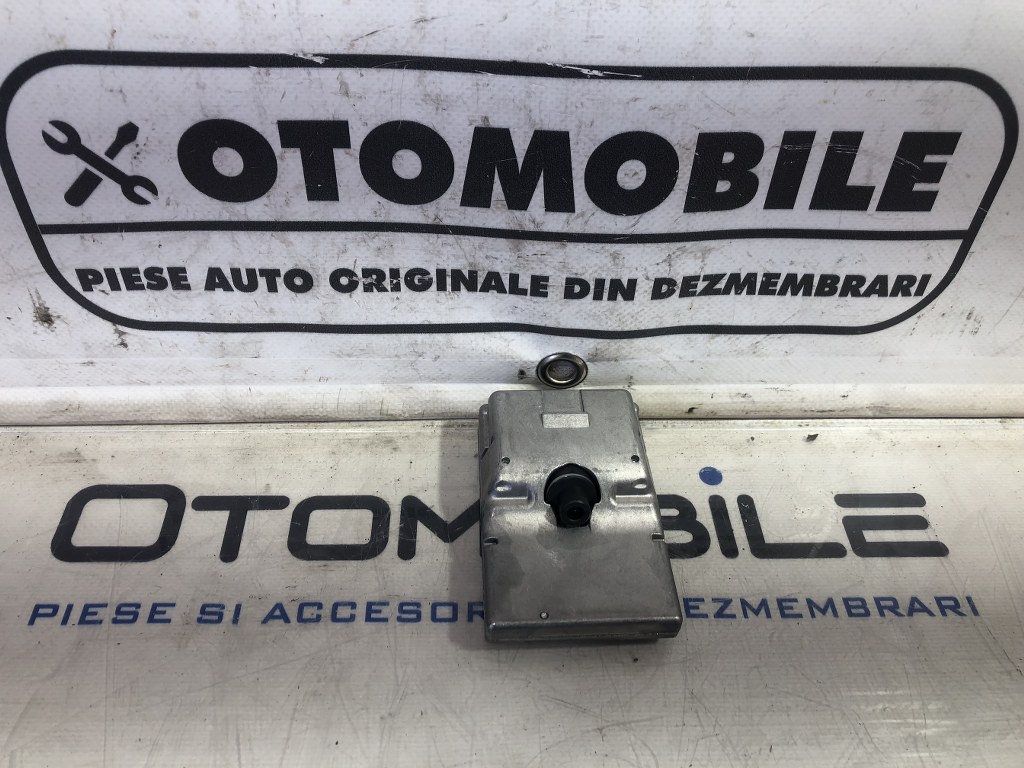 OTOMOBILE
PIESE AUTO ORIGINALE DIN DEZMEMBRARI
OTOM BILE
PIESE SI ACCESOR DEZMEMBRARI